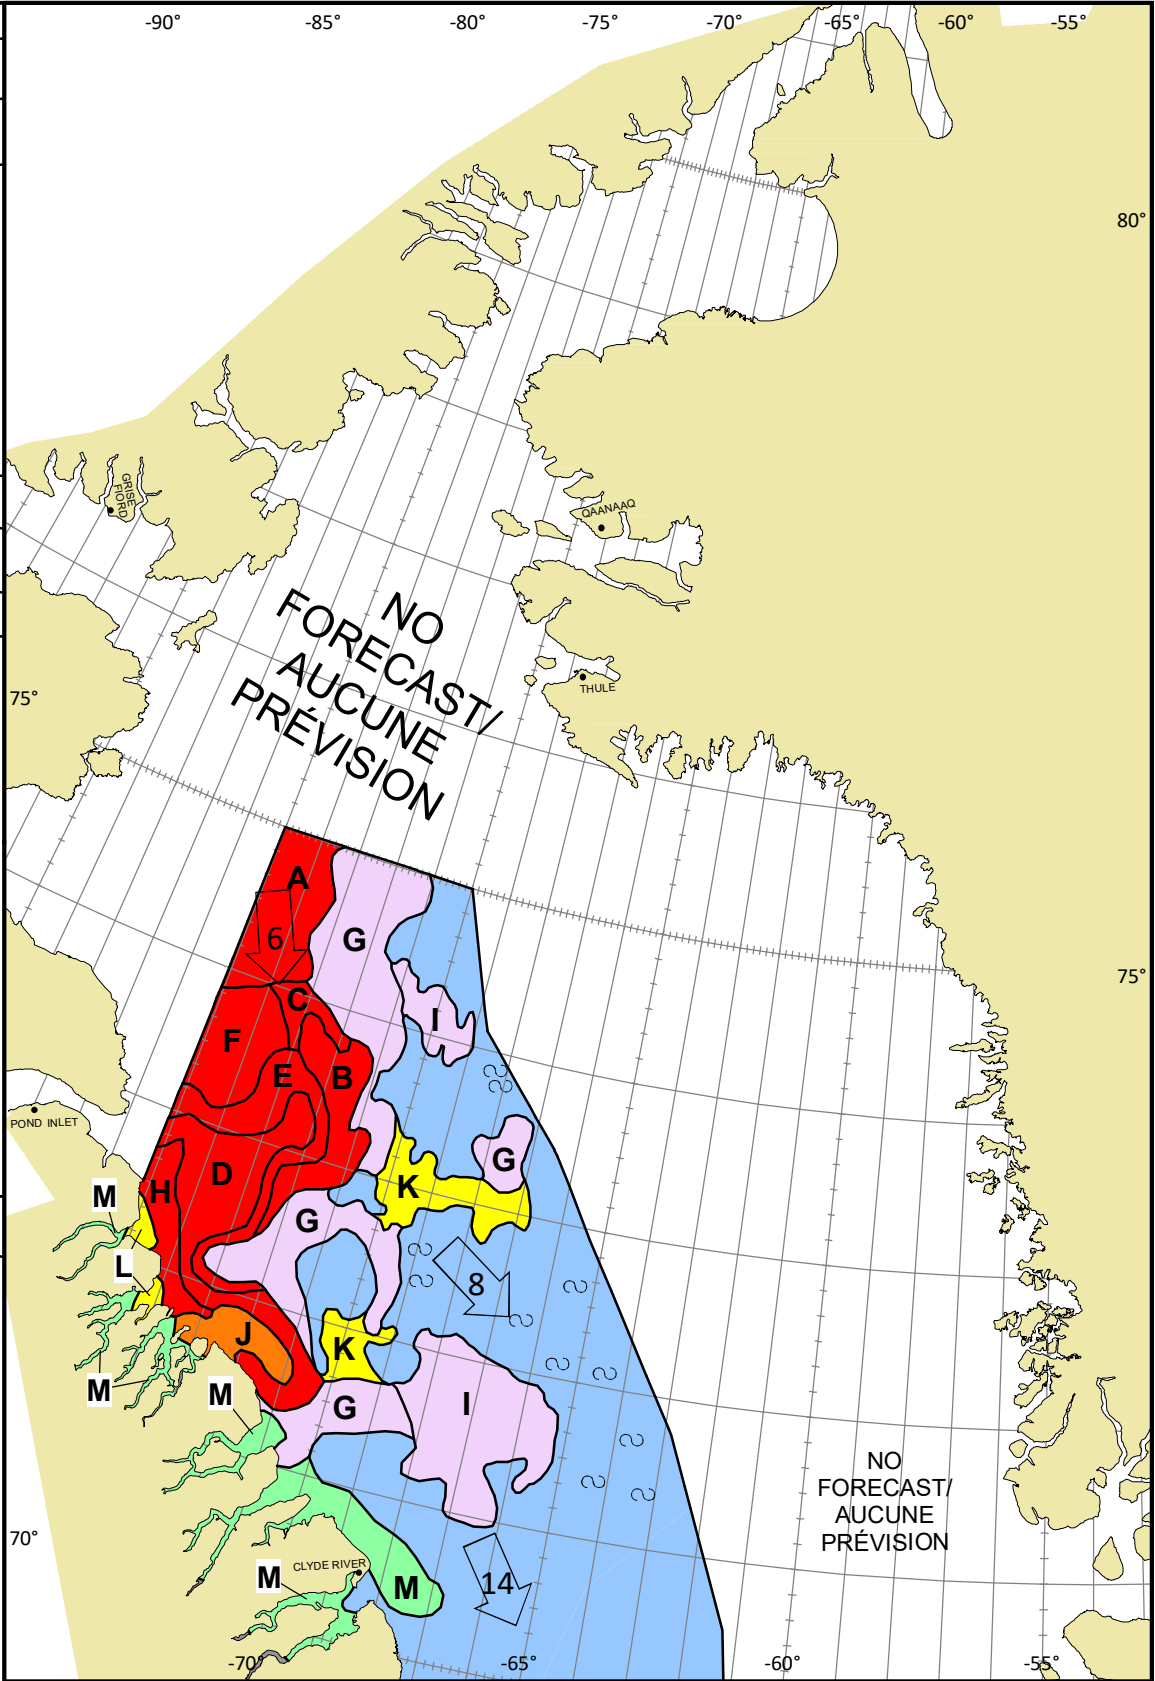 -90° -85° -80° -75° -70° -65° -60° -55°
80°
GRISE
FIORD
QAANAAQ
NO
FORECAST/
AUCUNE
PRÉVISION
THULE
75°
A
6
G
75°
C
I
F
E
B
POND INLET
G
D
K
M
H
G
L
8
J
K
M
M
G
I
NO
FORECAST/
AUCUNE
PRÉVISION
70°
CLYDE RIVER
M
M
14
-70° -65° -60° -55°